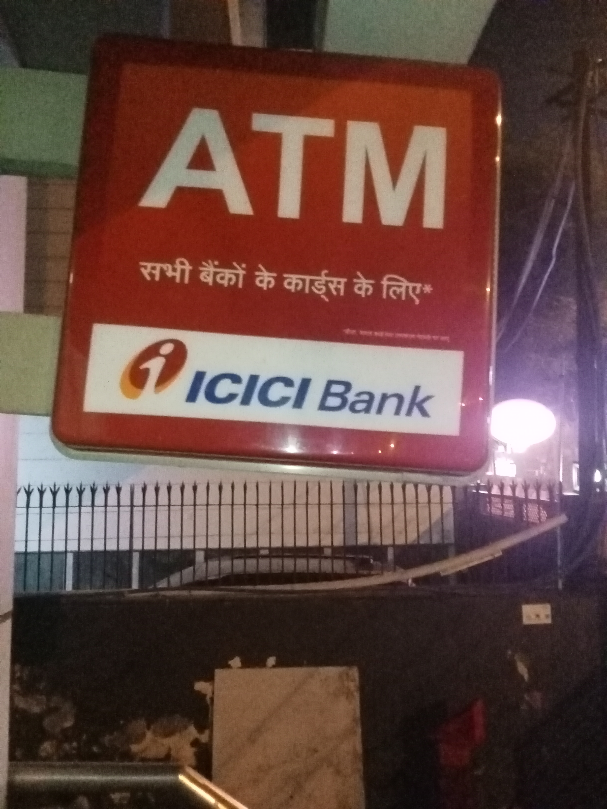 ATM
सभी बैंकों के कार्ड्स के लिए*
ICICI Bank